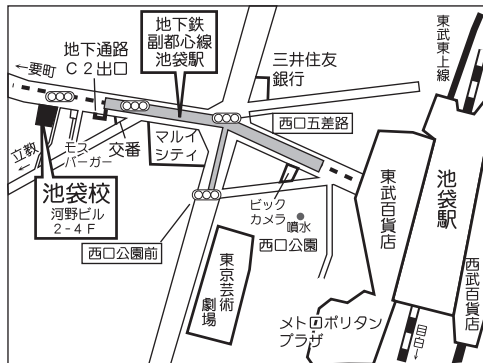 ←要町
地下通路
C2出口
地下鉄
副都心線
池袋駅
三井住友
銀行
東武東上線
西口五差路
立教
モス
バーガー
交番
マルイ
シティ
池袋校
河野ビル
2-4F
西口公園前
ビック
カメラ
噴水
西口公園
東武百貨店
池袋駅
西武百貨店
東京芸術
劇場
メトロポリタン
プラザ
目白